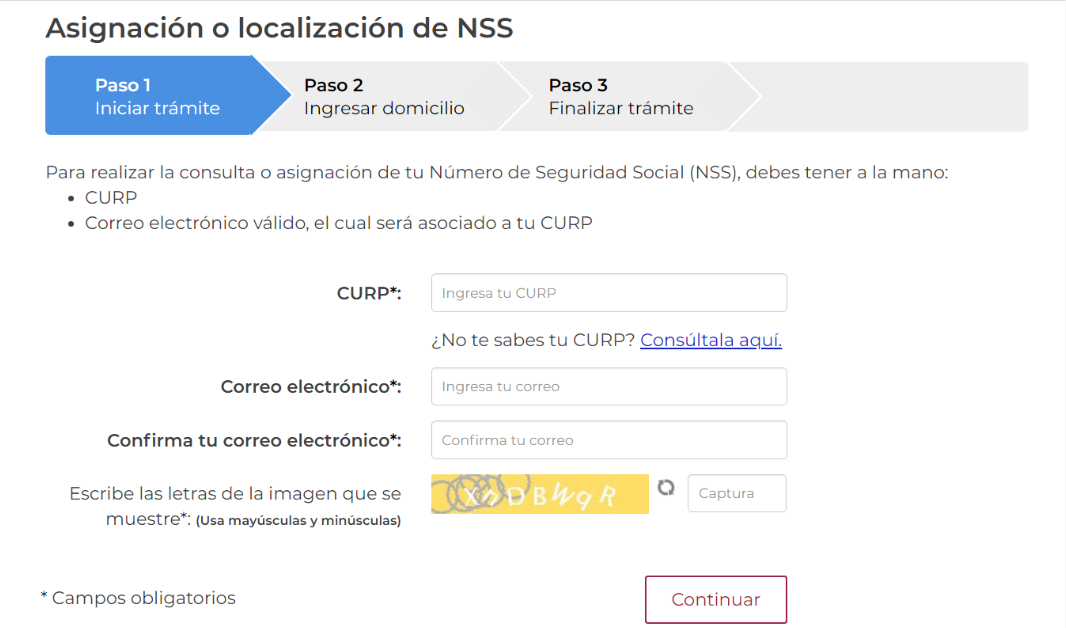 Asignación o localización de NSS
Paso 1
Iniciar trámite
Paso 2
Ingresar domicilio
Paso 3
Finalizar trámite
Para realizar la consulta o asignación de tu Número de Seguridad Social (NSS), debes tener a la mano:
• CURP
• Correo electrónico válido, el cual será asociado a tu CURP
CURP*:
Ingresa tu CURP
¿No te sabes tu CURP? Consúltala aquí.
Correo electrónico*:
Ingresa tu correo
Confirma tu correo electrónico*:
Confirma tu correo
Escribe las letras de la imagen que se
muestre*: (Usa mayúsculas y minúsculas)
Captura
* Campos obligatorios
Continuar